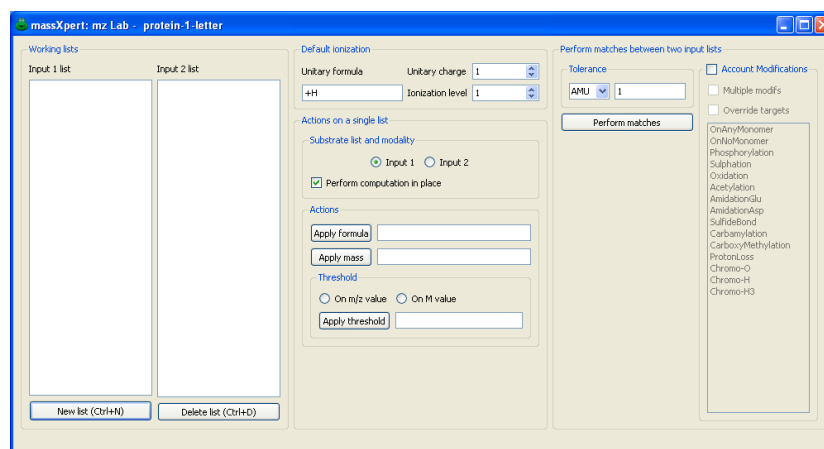 massXpert: mz Lab - protein-1-letter
Working lists
Input 1 list
Input 2 list
New list (Ctrl+N)
Delete list (Ctrl+D)
Default ionization
Unitary formula
Unitary charge 1
+H
Ionization level 1
Actions on a single list
Substrate list and modality
Input 1
Input 2
Perform computation in place
Actions
Apply formula
Apply mass
Threshold
On m/z value
On M value
Apply threshold
Perform matches between two input lists
Tolerance
AMU
1
Perform matches
Account Modifications
Multiple modifs
Override targets
OnAnyMonomer
OnNoMonomer
Phosphorylation
Sulphation
Oxidation
Acetylation
AmidationGlu
AmidationAsp
SulfideBond
Carbamylation
CarboxyMethylation
ProtonLoss
Chromo-O
Chromo-H
Chromo-H3